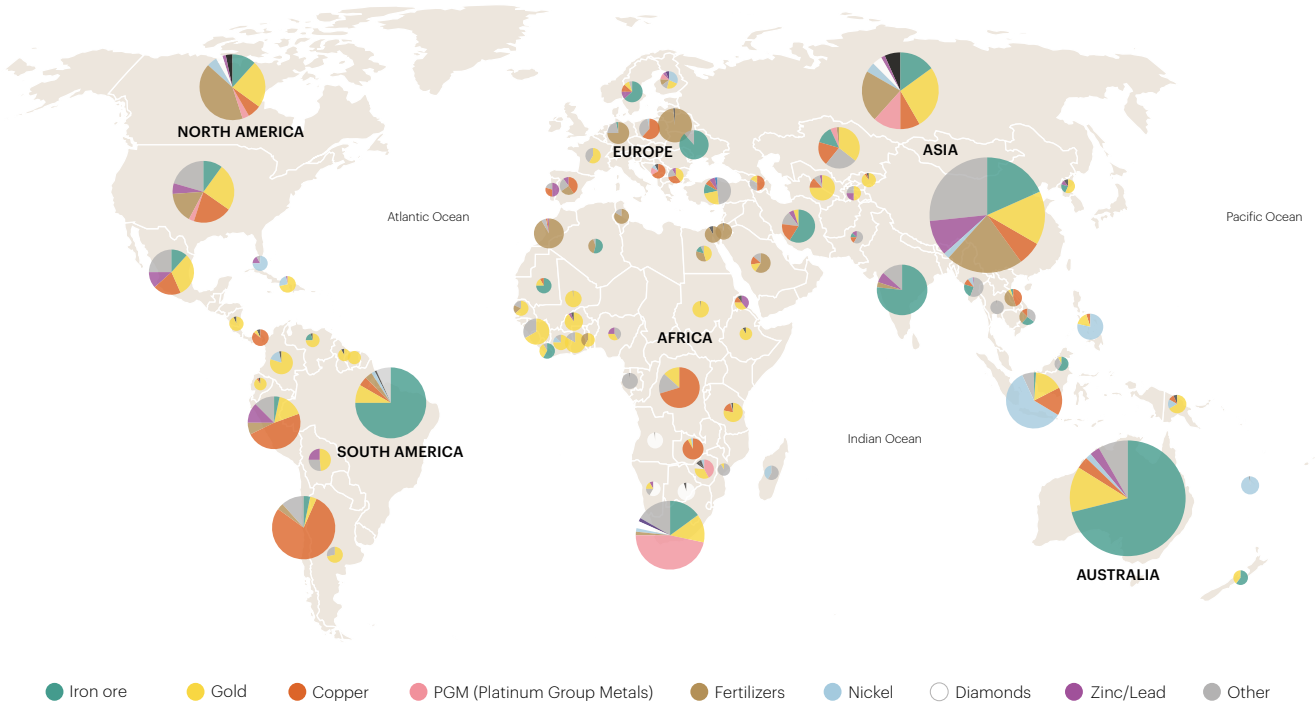 NORTH AMERICA
EUROPE
ASIA
Atlantic Ocean
Pacific Ocean
AFRICA
Indian Ocean
SOUTH AMERICA
AUSTRALIA
Iron ore
Gold
Copper
PGM (Platinum Group Metals)
Fertilizers
Nickel
Diamonds
Zinc/Lead
Other